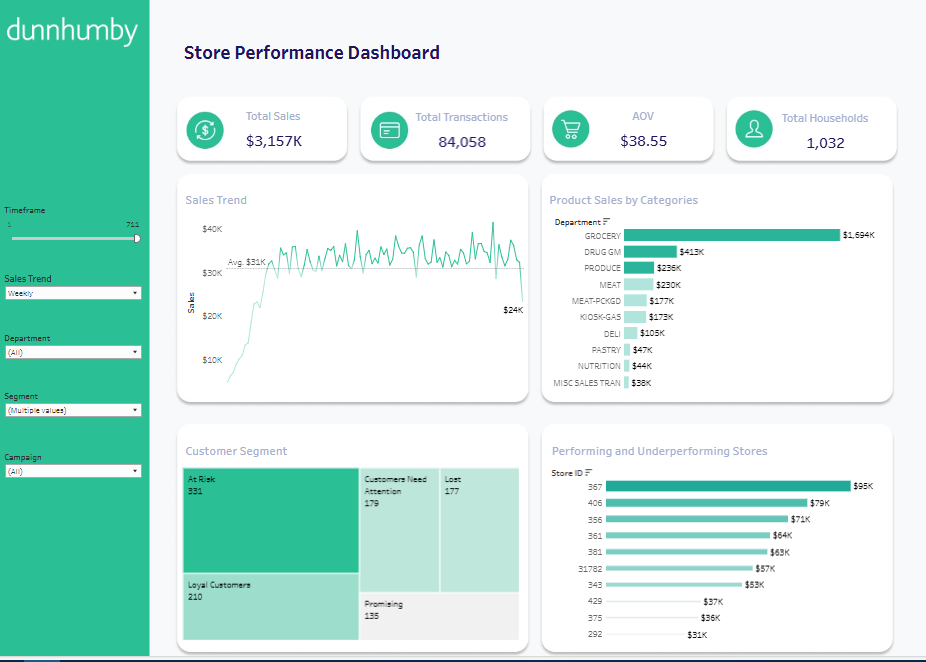 dunnhumby
Store Performance Dashboard
Total Sales
$3,157K
Total Transactions
84,058
AOV
$38.55
Total Households
1,032
Timeframe
1
711
Sales Trend
Weekly
Department
(All)
Segment
(Multiple values)
Campaign
(All)
Sales Trend
Sales
$40K
$30K
$20K
$10K
Avg. $31K
$24K
Product Sales by Categories
Department
GROCERY $1,694K
DRUG GM $413K
PRODUCE $236K
MEAT $230K
MEAT-PCKGD $177K
KIOSK-GAS $173K
DELI $105K
PASTRY $47K
NUTRITION $44K
MISC SALES TRAN $38K
Customer Segment
At Risk
331
Loyal Customers
210
Customers Need
Attention
179
Lost
177
Promising
135
Performing and Underperforming Stores
Store ID
367 $95K
406 $79K
356 $71K
361 $64K
381 $63K
31782 $57K
343 $53K
429 $37K
375 $36K
292 $31K